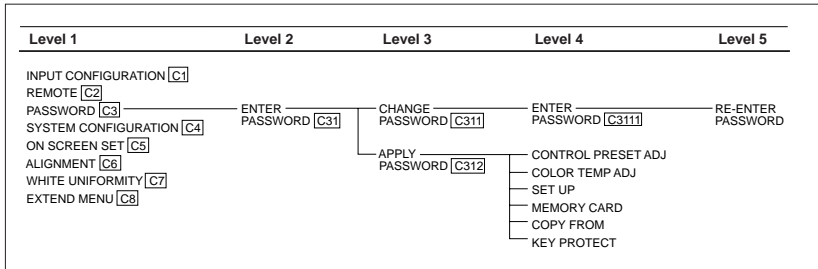 Level 1 Level 2 Level 3 Level 4 Level 5
INPUT CONFIGURATION C1
REMOTE C2
PASSWORD C3
SYSTEM CONFIGURATION C4
ON SCREEN SET C5
ALIGNMENT C6
WHITE UNIFORMITY C7
EXTEND MENU C8
ENTER
PASSWORD C31
CHANGE
PASSWORD C311
APPLY
PASSWORD C312
ENTER
PASSWORD C3111
CONTROL PRESET ADJ
COLOR TEMP ADJ
SET UP
MEMORY CARD
COPY FROM
KEY PROTECT
RE-ENTER
PASSWORD